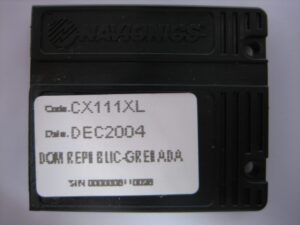 NAVIONICS
Code. CX111XL
Date. DEC2004
DOM REPUBLIC-GRENADA
S/N